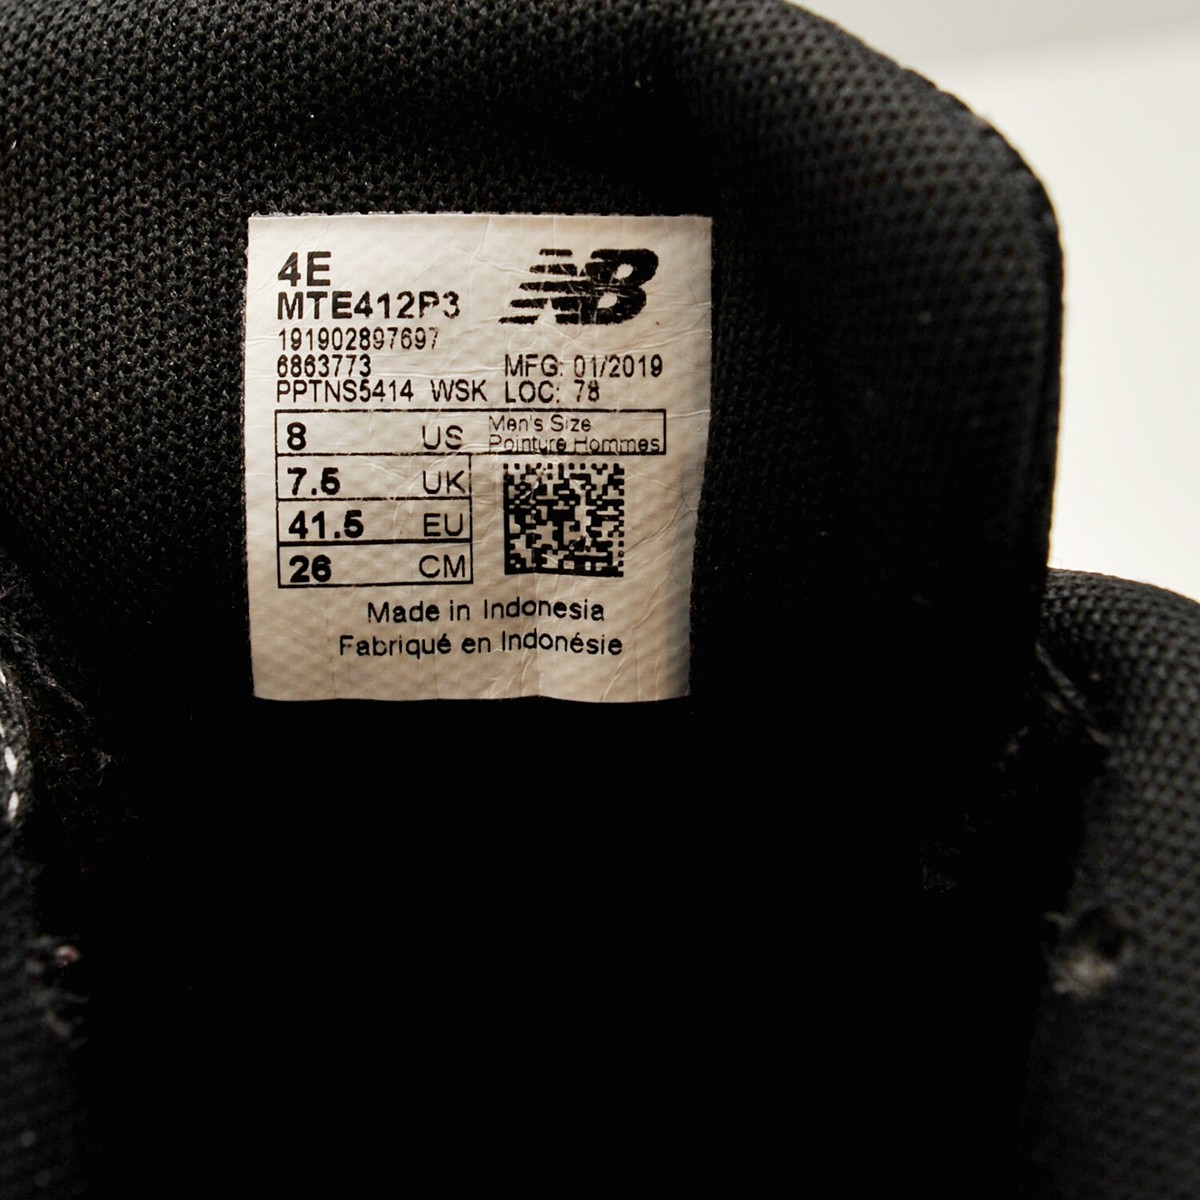 4E
NB
MTE412P3
191902897697
6863773 MFG: 01/2019
PPTNS5414 WSK LOC: 78
8 US Men's Size
Pointure Hommes
7.5 UK
41.5 EU
26 CM
Made in Indonesia
Fabriqué en Indonésie